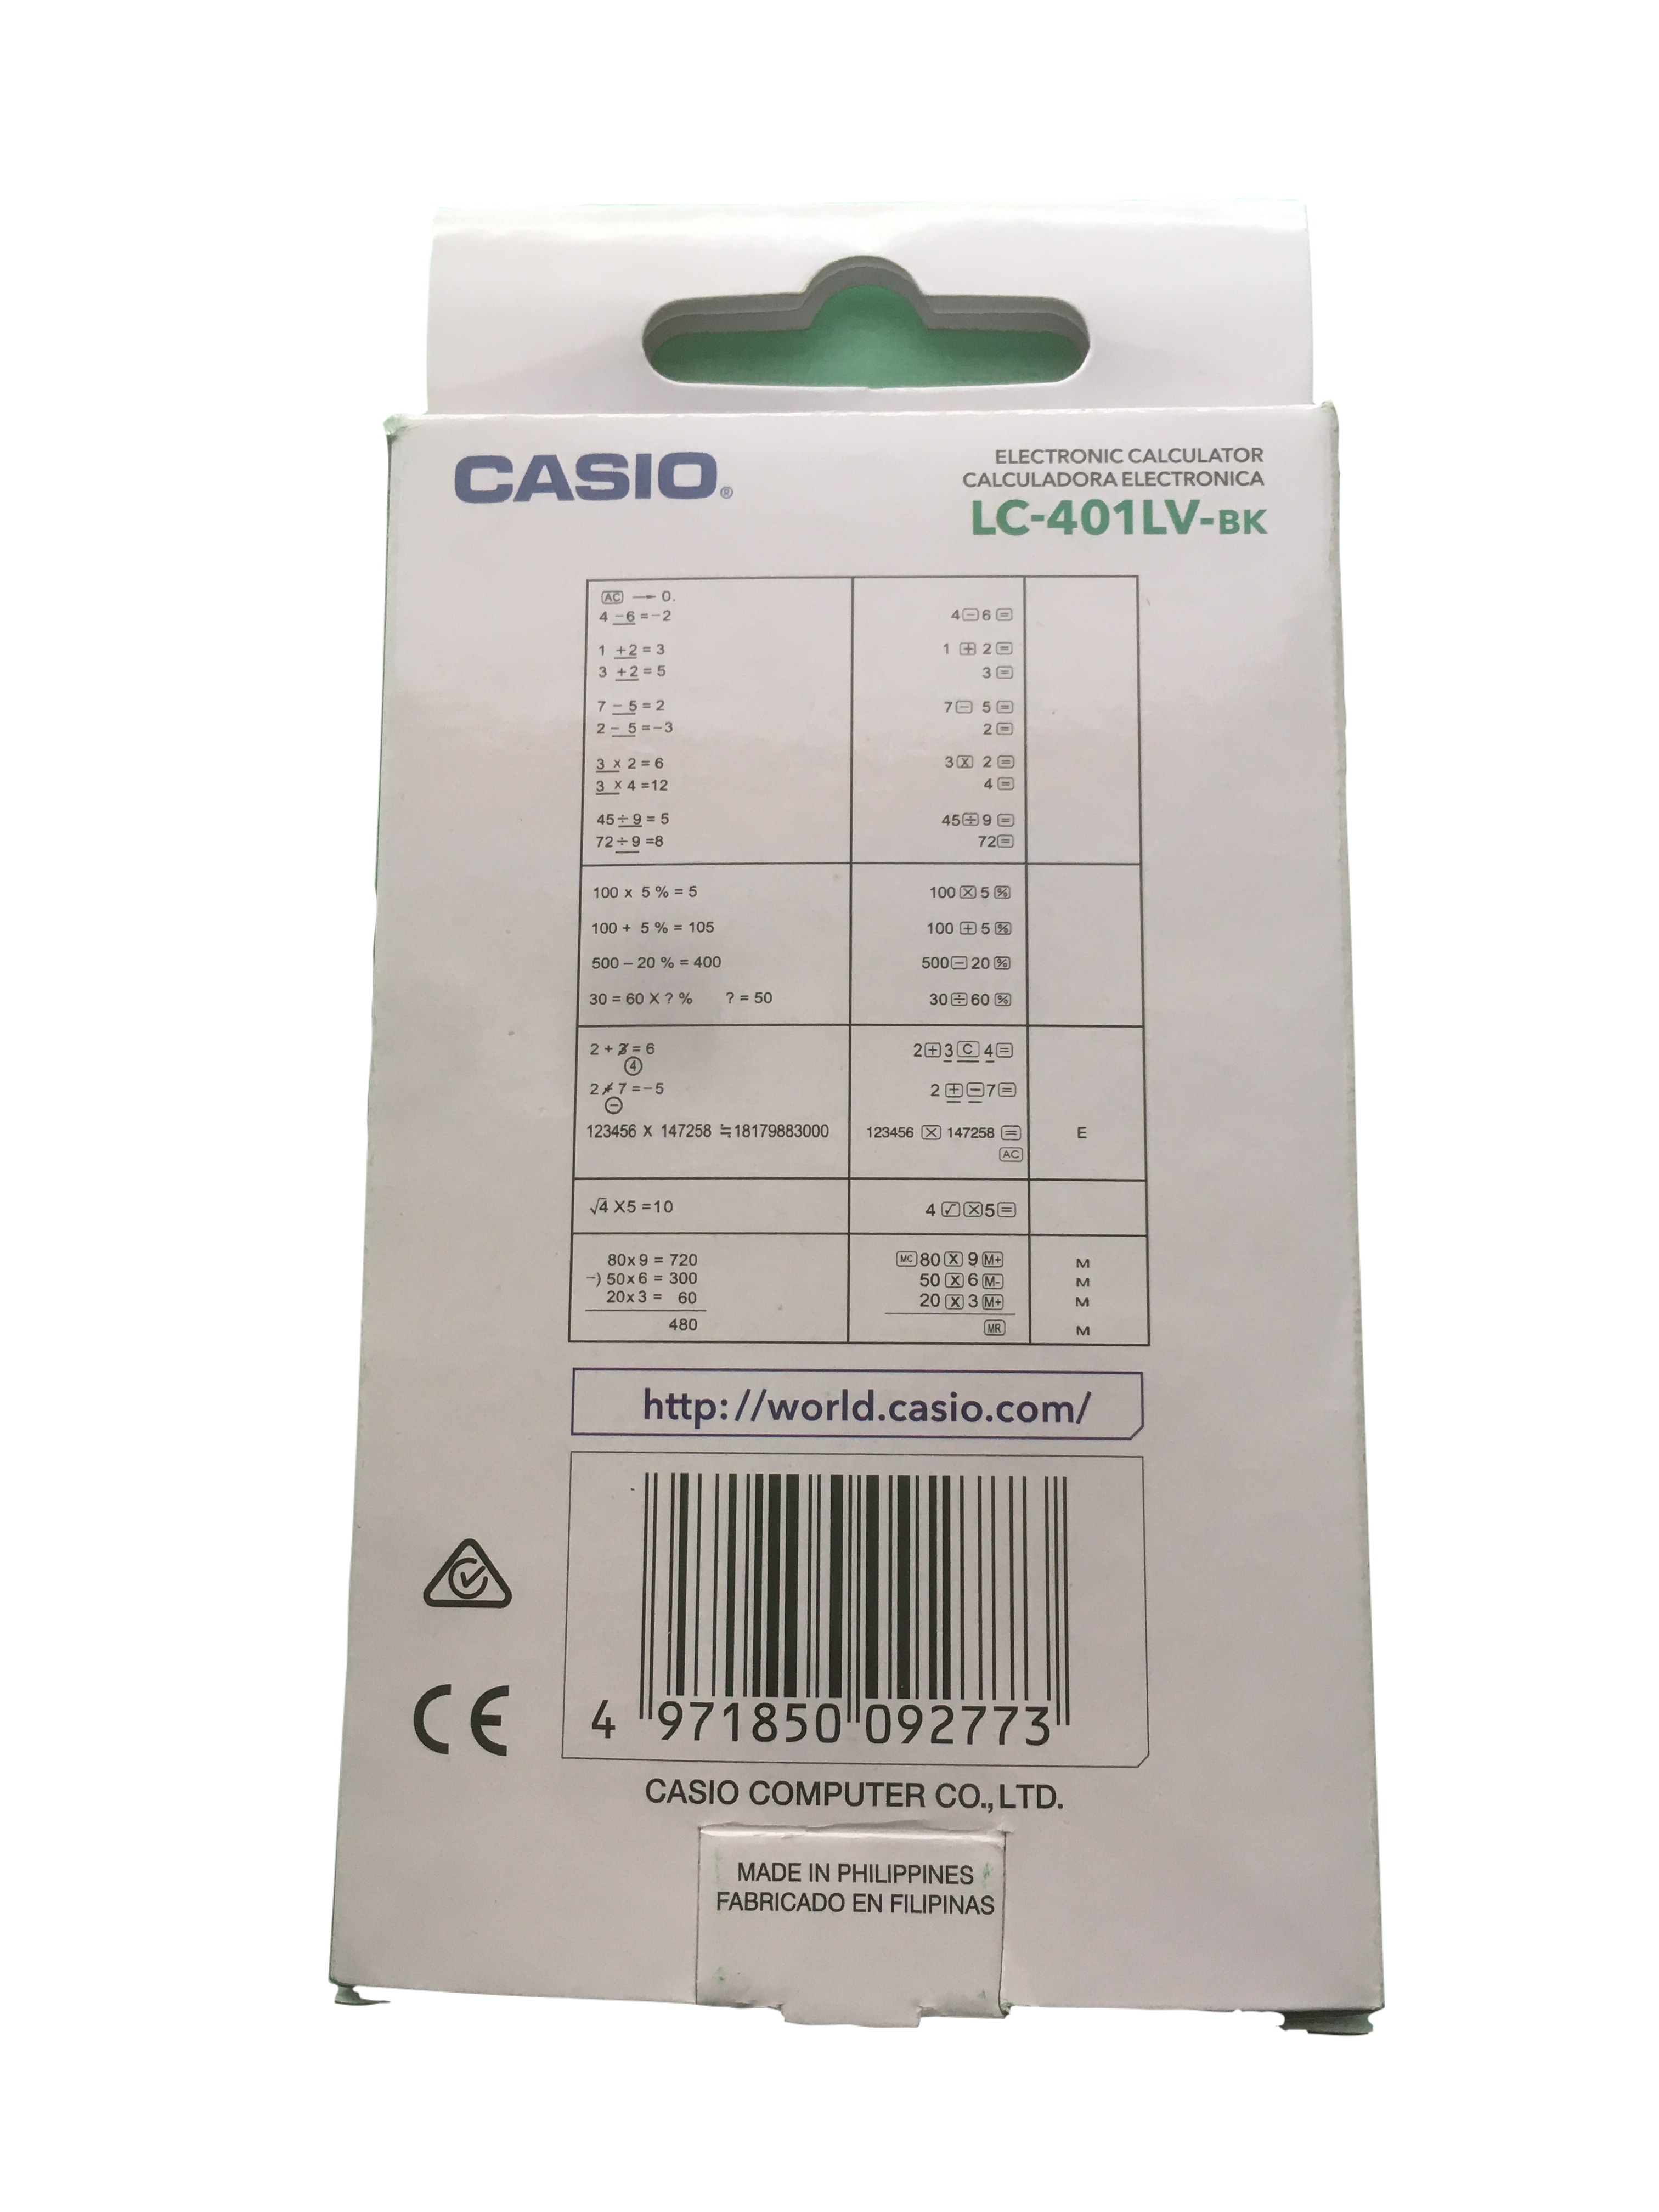 CASIO®
ELECTRONIC CALCULATOR
CALCULADORA ELECTRONICA
LC-401LV-BK
AC → 0.
4 −6 =−2 4 − 6 =
1 +2 = 3 1 + 2 =
3 +2 = 5 3 =
7 − 5 = 2 7 − 5 =
2 − 5 =−3 2 =
3 x 2 = 6 3 X 2 =
3 x 4 =12 4 =
45 ÷ 9 = 5 45 ÷ 9 =
72 ÷ 9 =8 72 =
100 x 5 % = 5 100 × 5 %
100 + 5 % = 105 100 + 5 %
500 − 20 % = 400 500 − 20 %
30 = 60 X ? % ? = 50 30 ÷ 60 %
2 + 3 = 6 2 + 3 C 4 =
④
2 + 7 =−5 2 + − 7 =
⊖
123456 X 147258 ≒18179883000 123456 × 147258 = E
AC
√4 X5 =10 4 √ × 5 =
80x9 = 720 MC 80 X 9 M+ M
−) 50x6 = 300 50 X 6 M- M
20x3 = 60 20 X 3 M+ M
480 MR M
http://world.casio.com/
4 971850 092773
CE
CASIO COMPUTER CO., LTD.
MADE IN PHILIPPINES
FABRICADO EN FILIPINAS